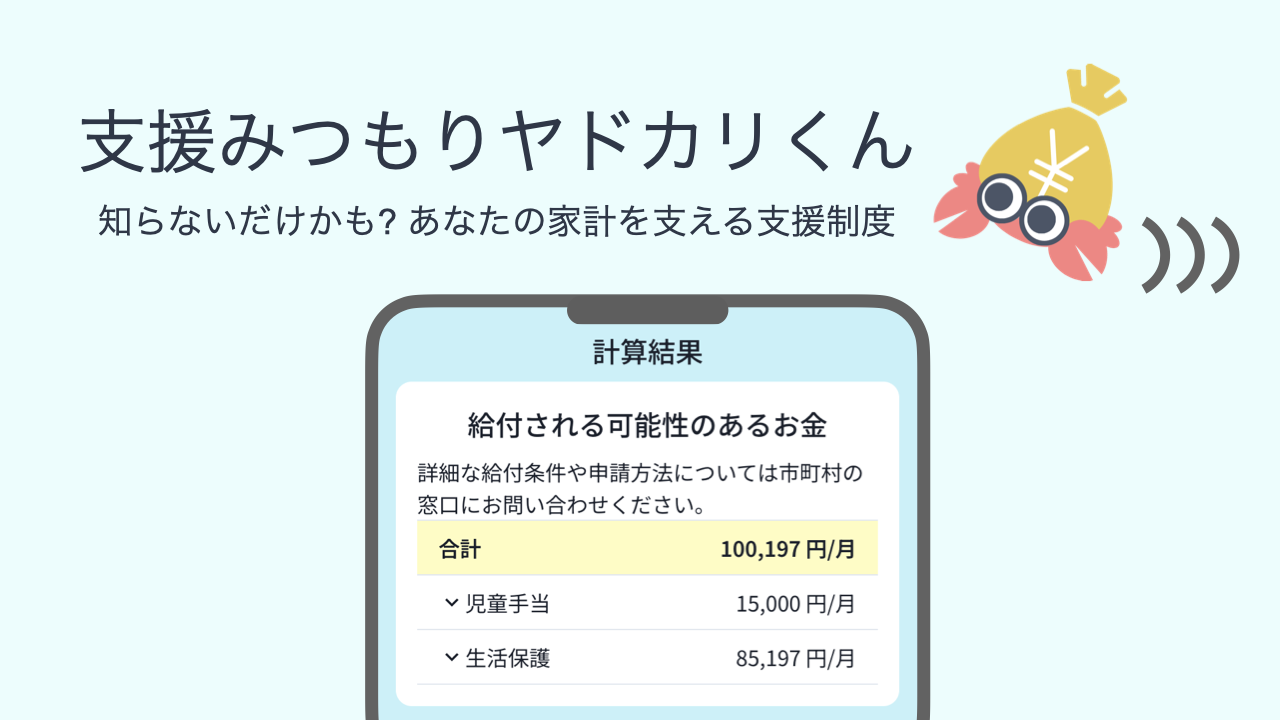 支援みつもりヤドカリくん
知らないだけかも? あなたの家計を支える支援制度
計算結果
給付される可能性のあるお金
詳細な給付条件や申請方法については市町村の
窓口にお問い合わせください。
合計 100,197 円/月
児童手当 15,000 円/月
生活保護 85,197 円/月